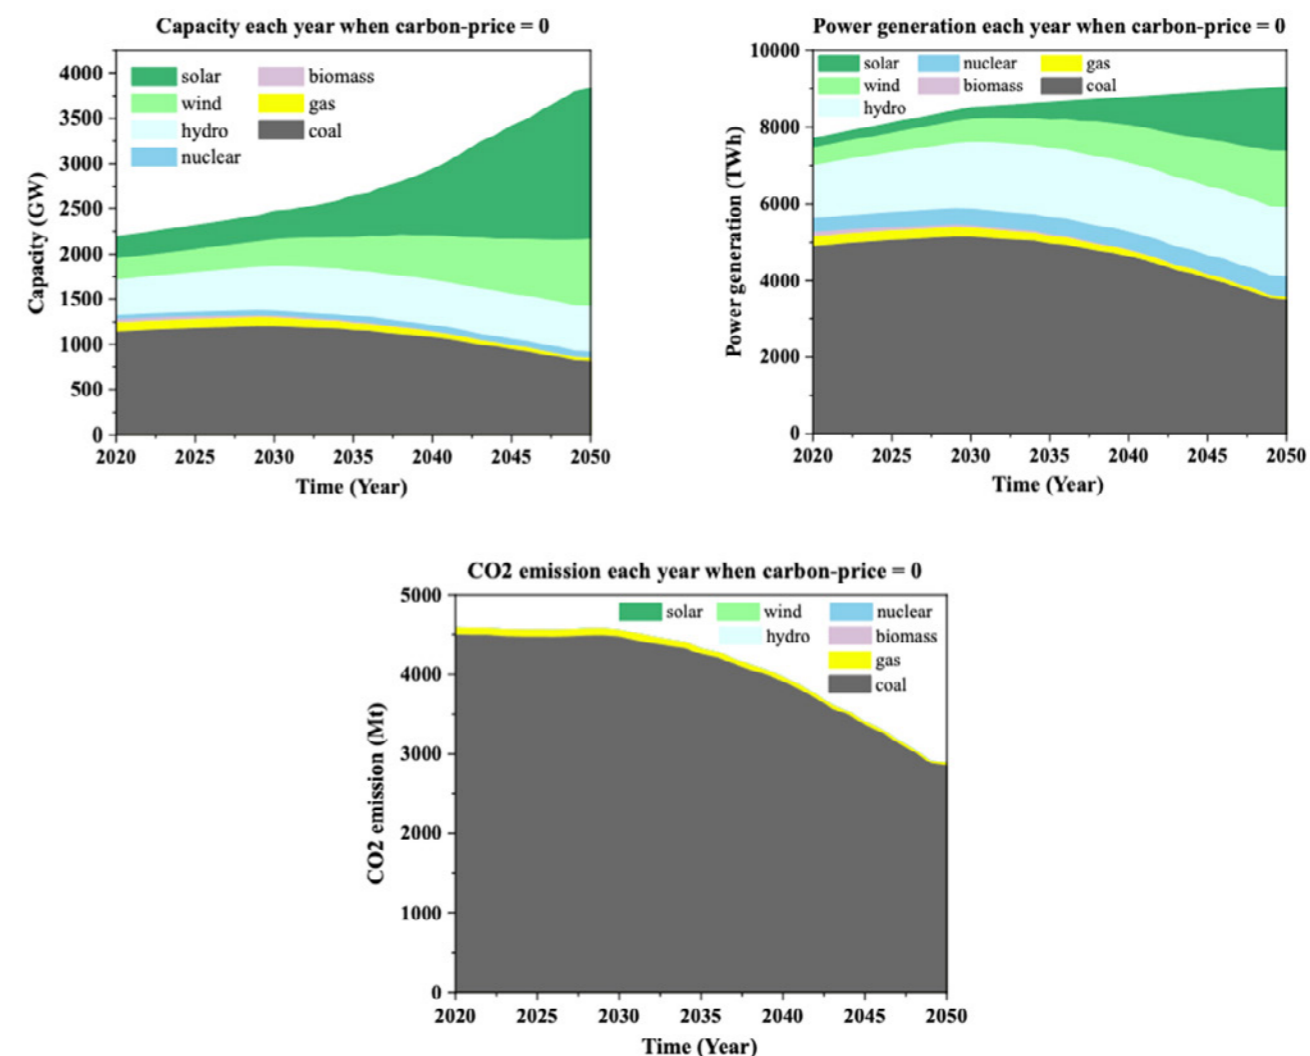 Capacity each year when carbon-price = 0
solar
biomass
wind
gas
hydro
coal
nuclear
4000
3500
3000
2500
2000
1500
1000
500
0
Capacity (GW)
2020 2025 2030 2035 2040 2045 2050
Time (Year)
Power generation each year when carbon-price = 0
solar
nuclear
gas
wind
biomass
coal
hydro
10000
8000
6000
4000
2000
0
Power generation (TWh)
2020 2025 2030 2035 2040 2045 2050
Time (Year)
CO2 emission each year when carbon-price = 0
solar
wind
nuclear
hydro
biomass
gas
coal
5000
4000
3000
2000
1000
0
CO2 emission (Mt)
2020 2025 2030 2035 2040 2045 2050
Time (Year)